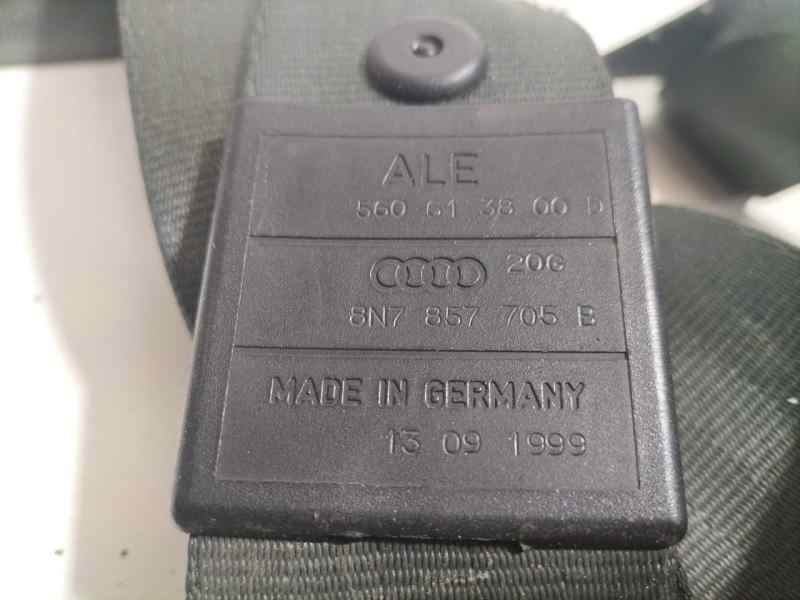 ALE
560 61 38 00 D
20G
8N7 857 705 B
MADE IN GERMANY
13 09 1999